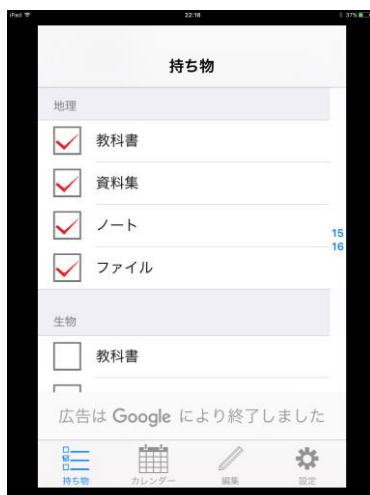 iPad 22:18 37%
持ち物
地理
教科書
資料集
ノート
15
16
ファイル
生物
教科書
広告は Google により終了しました
持ち物 カレンダー 編集 設定